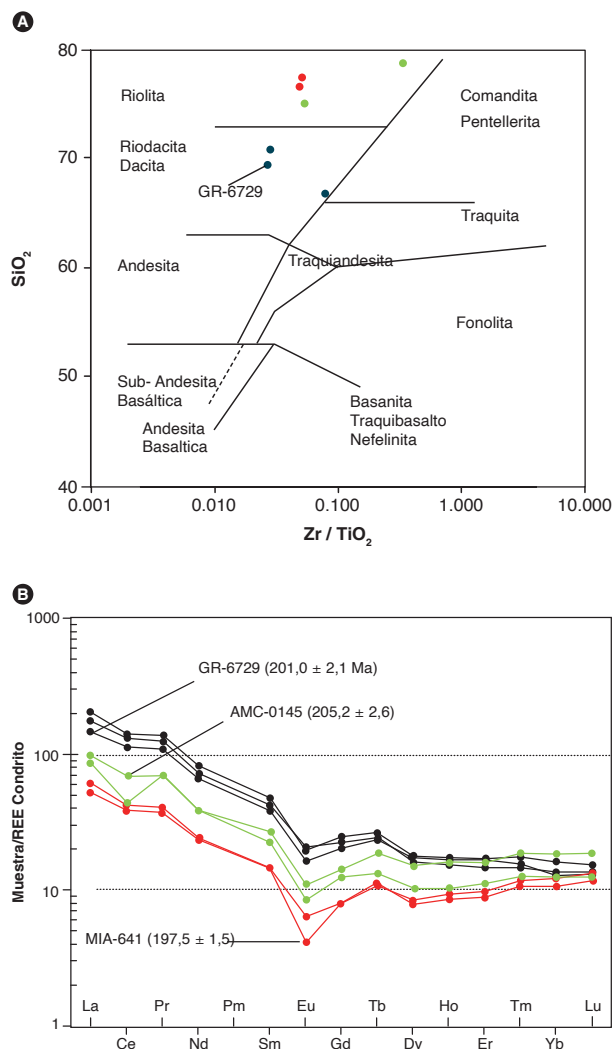 A
80
70
60
50
40
SiO2
Riolita
Comandita
Pentellerita
Riodacita
Dacita
GR-6729
Traquita
Andesita
Traquiandesita
Fonolita
Sub- Andesita
Basáltica
Andesita
Basaltica
Basanita
Traquibasalto
Nefelinita
0.001
0.010
0.100
1.000
10.000
Zr / TiO2
B
1000
100
10
1
Muestra/REE Condrito
GR-6729 (201,0 ± 2,1 Ma)
AMC-0145 (205,2 ± 2,6)
MIA-641 (197,5 ± 1,5)
La
Pr
Pm
Eu
Tb
Ho
Tm
Lu
Ce
Nd
Sm
Gd
Dv
Er
Yb